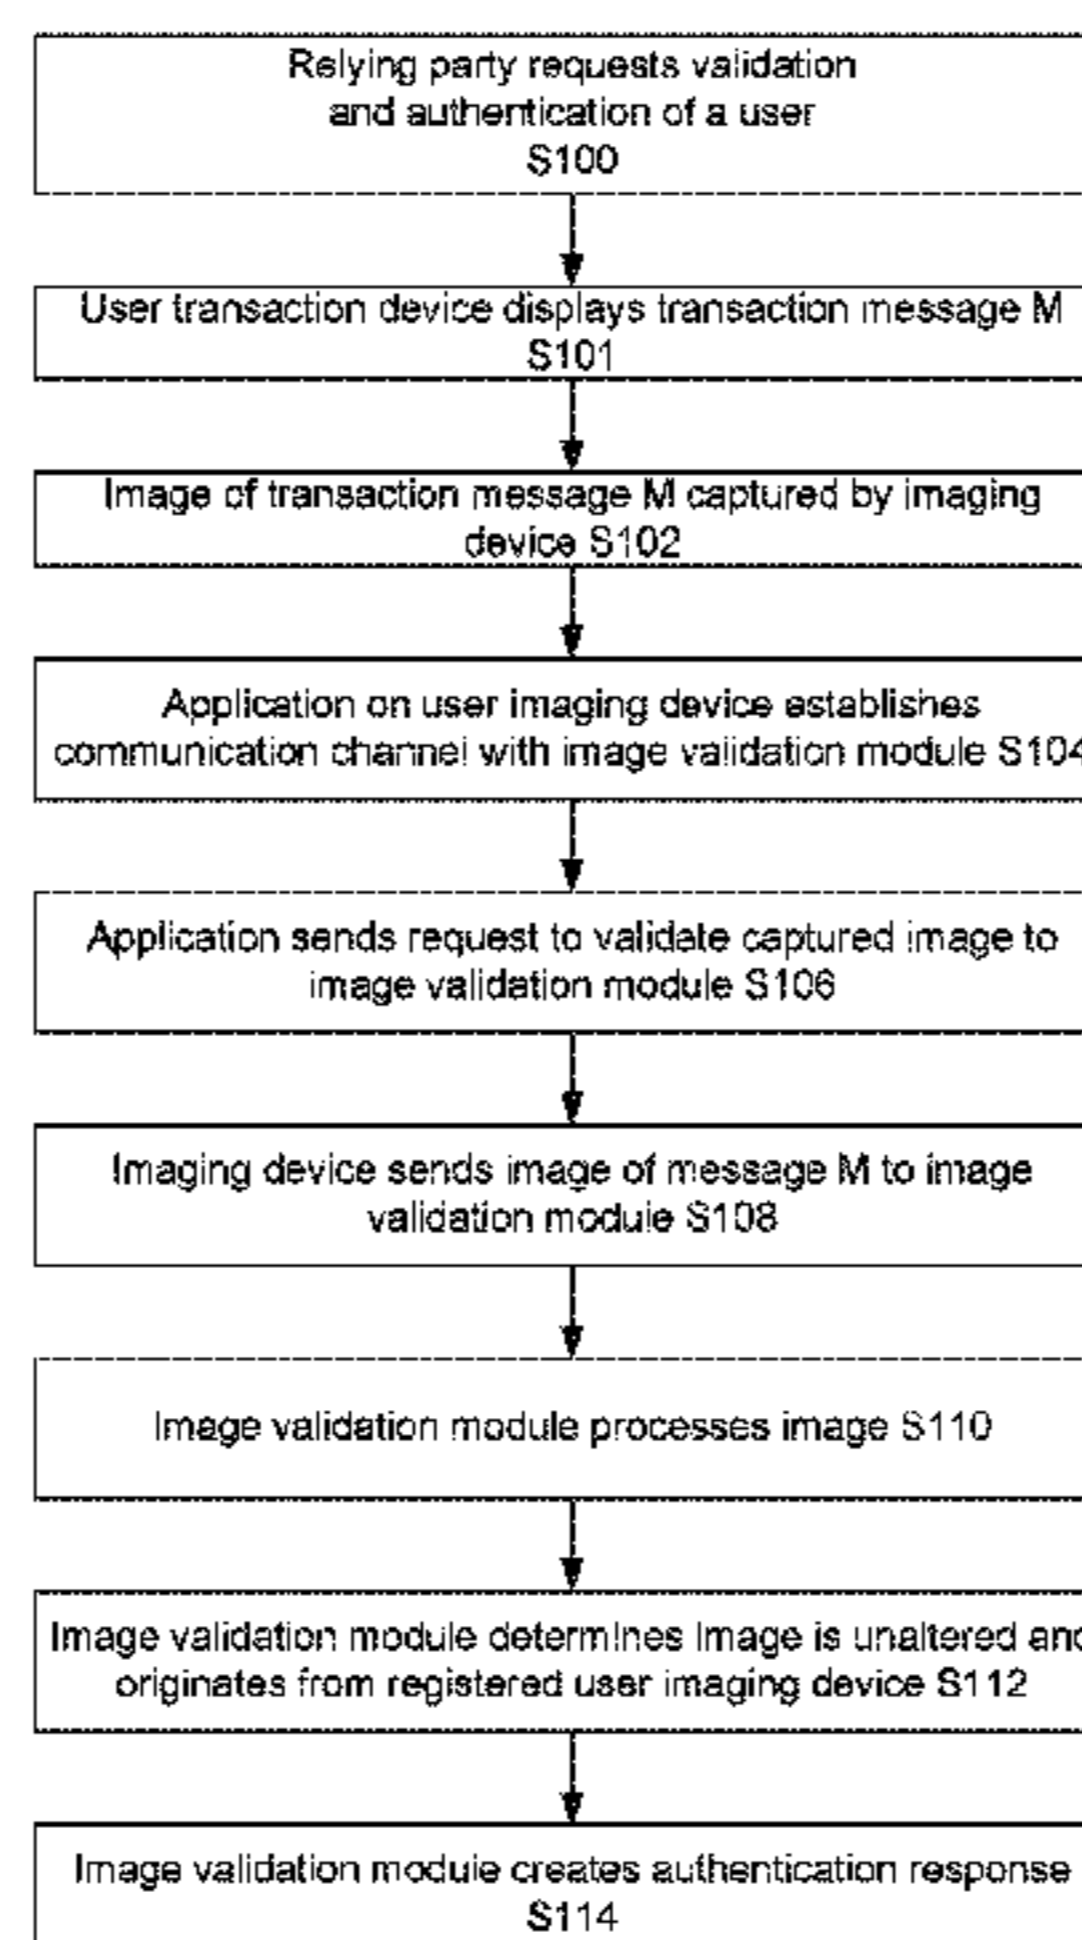 Relying party requests validation
and authentication of a user
S100
User transaction device displays transaction message M
S101
Image of transaction message M captured by imaging
device S102
Application on user imaging device establishes
communication channel with image validation module S104
Application sends request to validate captured image to
image validation module S106
Imaging device sends image of message M to image
validation module S108
Image validation module processes image S110
Image validation module determines image is unaltered and
originates from registered user imaging device S112
Image validation module creates authentication response
S114